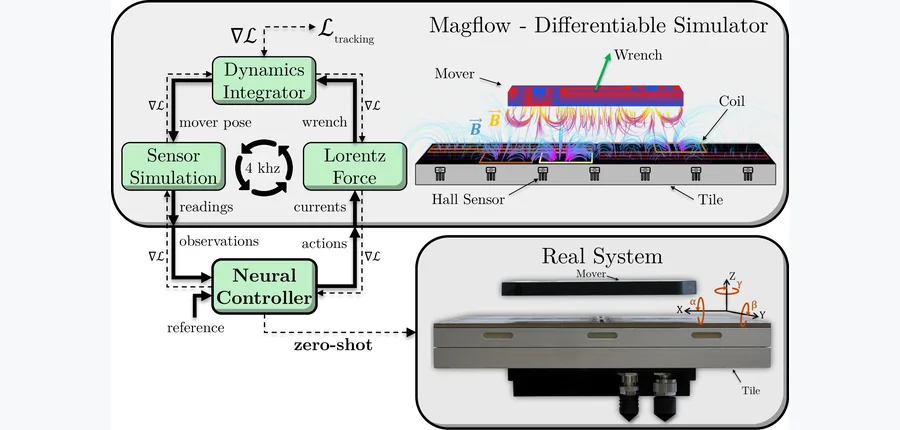 Magflow - Differentiable Simulator
∇ℒ
ℒtracking
Dynamics
Integrator
∇ℒ
∇ℒ
mover pose
wrench
Sensor
Simulation
4 khz
Lorentz
Force
readings
currents
Mover
Wrench
Coil
B
B
Hall Sensor
Tile
∇ℒ
observations
actions
∇ℒ
Neural
Controller
reference
zero-shot
Real System
Mover
Z
γ
α
X
β
Y
Tile